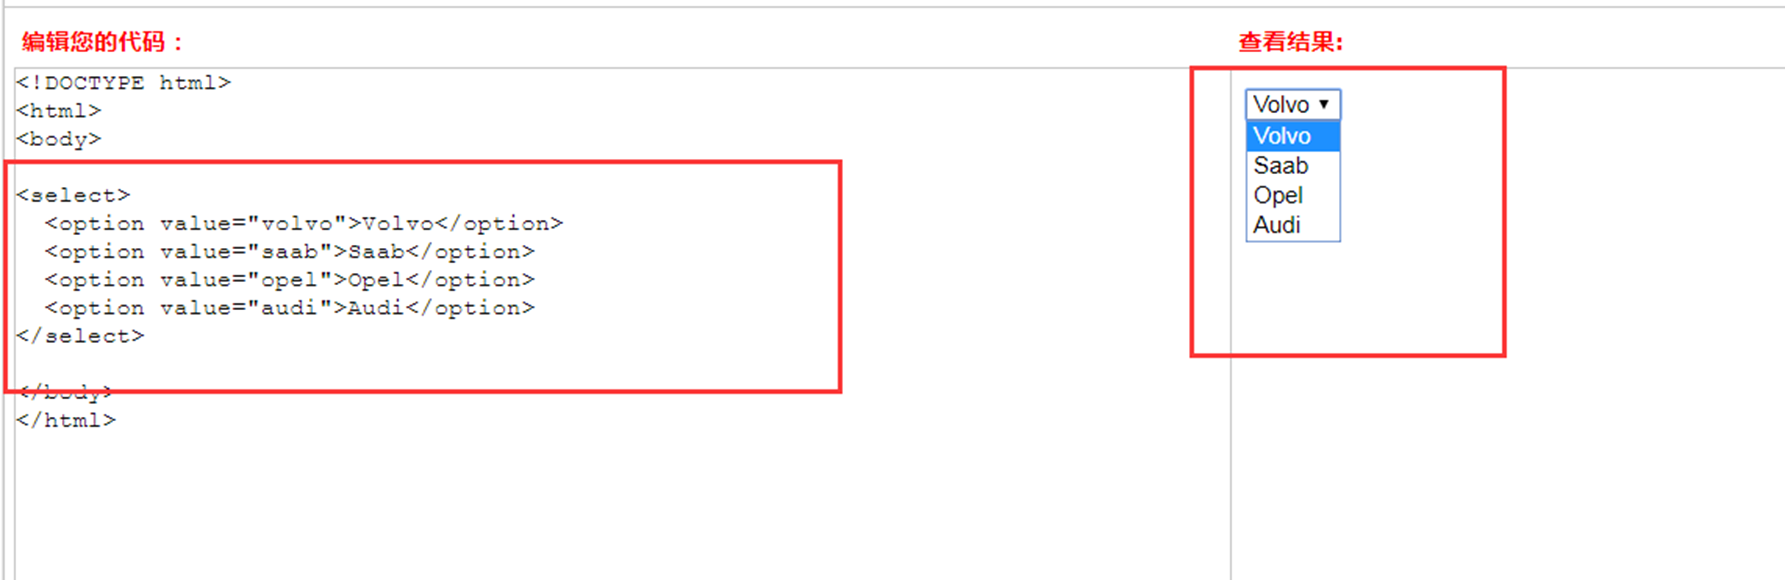 编辑您的代码：
查看结果:
<!DOCTYPE html>
<html>
<body>
<select>
<option value="volvo">Volvo</option>
<option value="saab">Saab</option>
<option value="opel">Opel</option>
<option value="audi">Audi</option>
</select>
</body>
</html>
Volvo ▼
Volvo
Saab
Opel
Audi